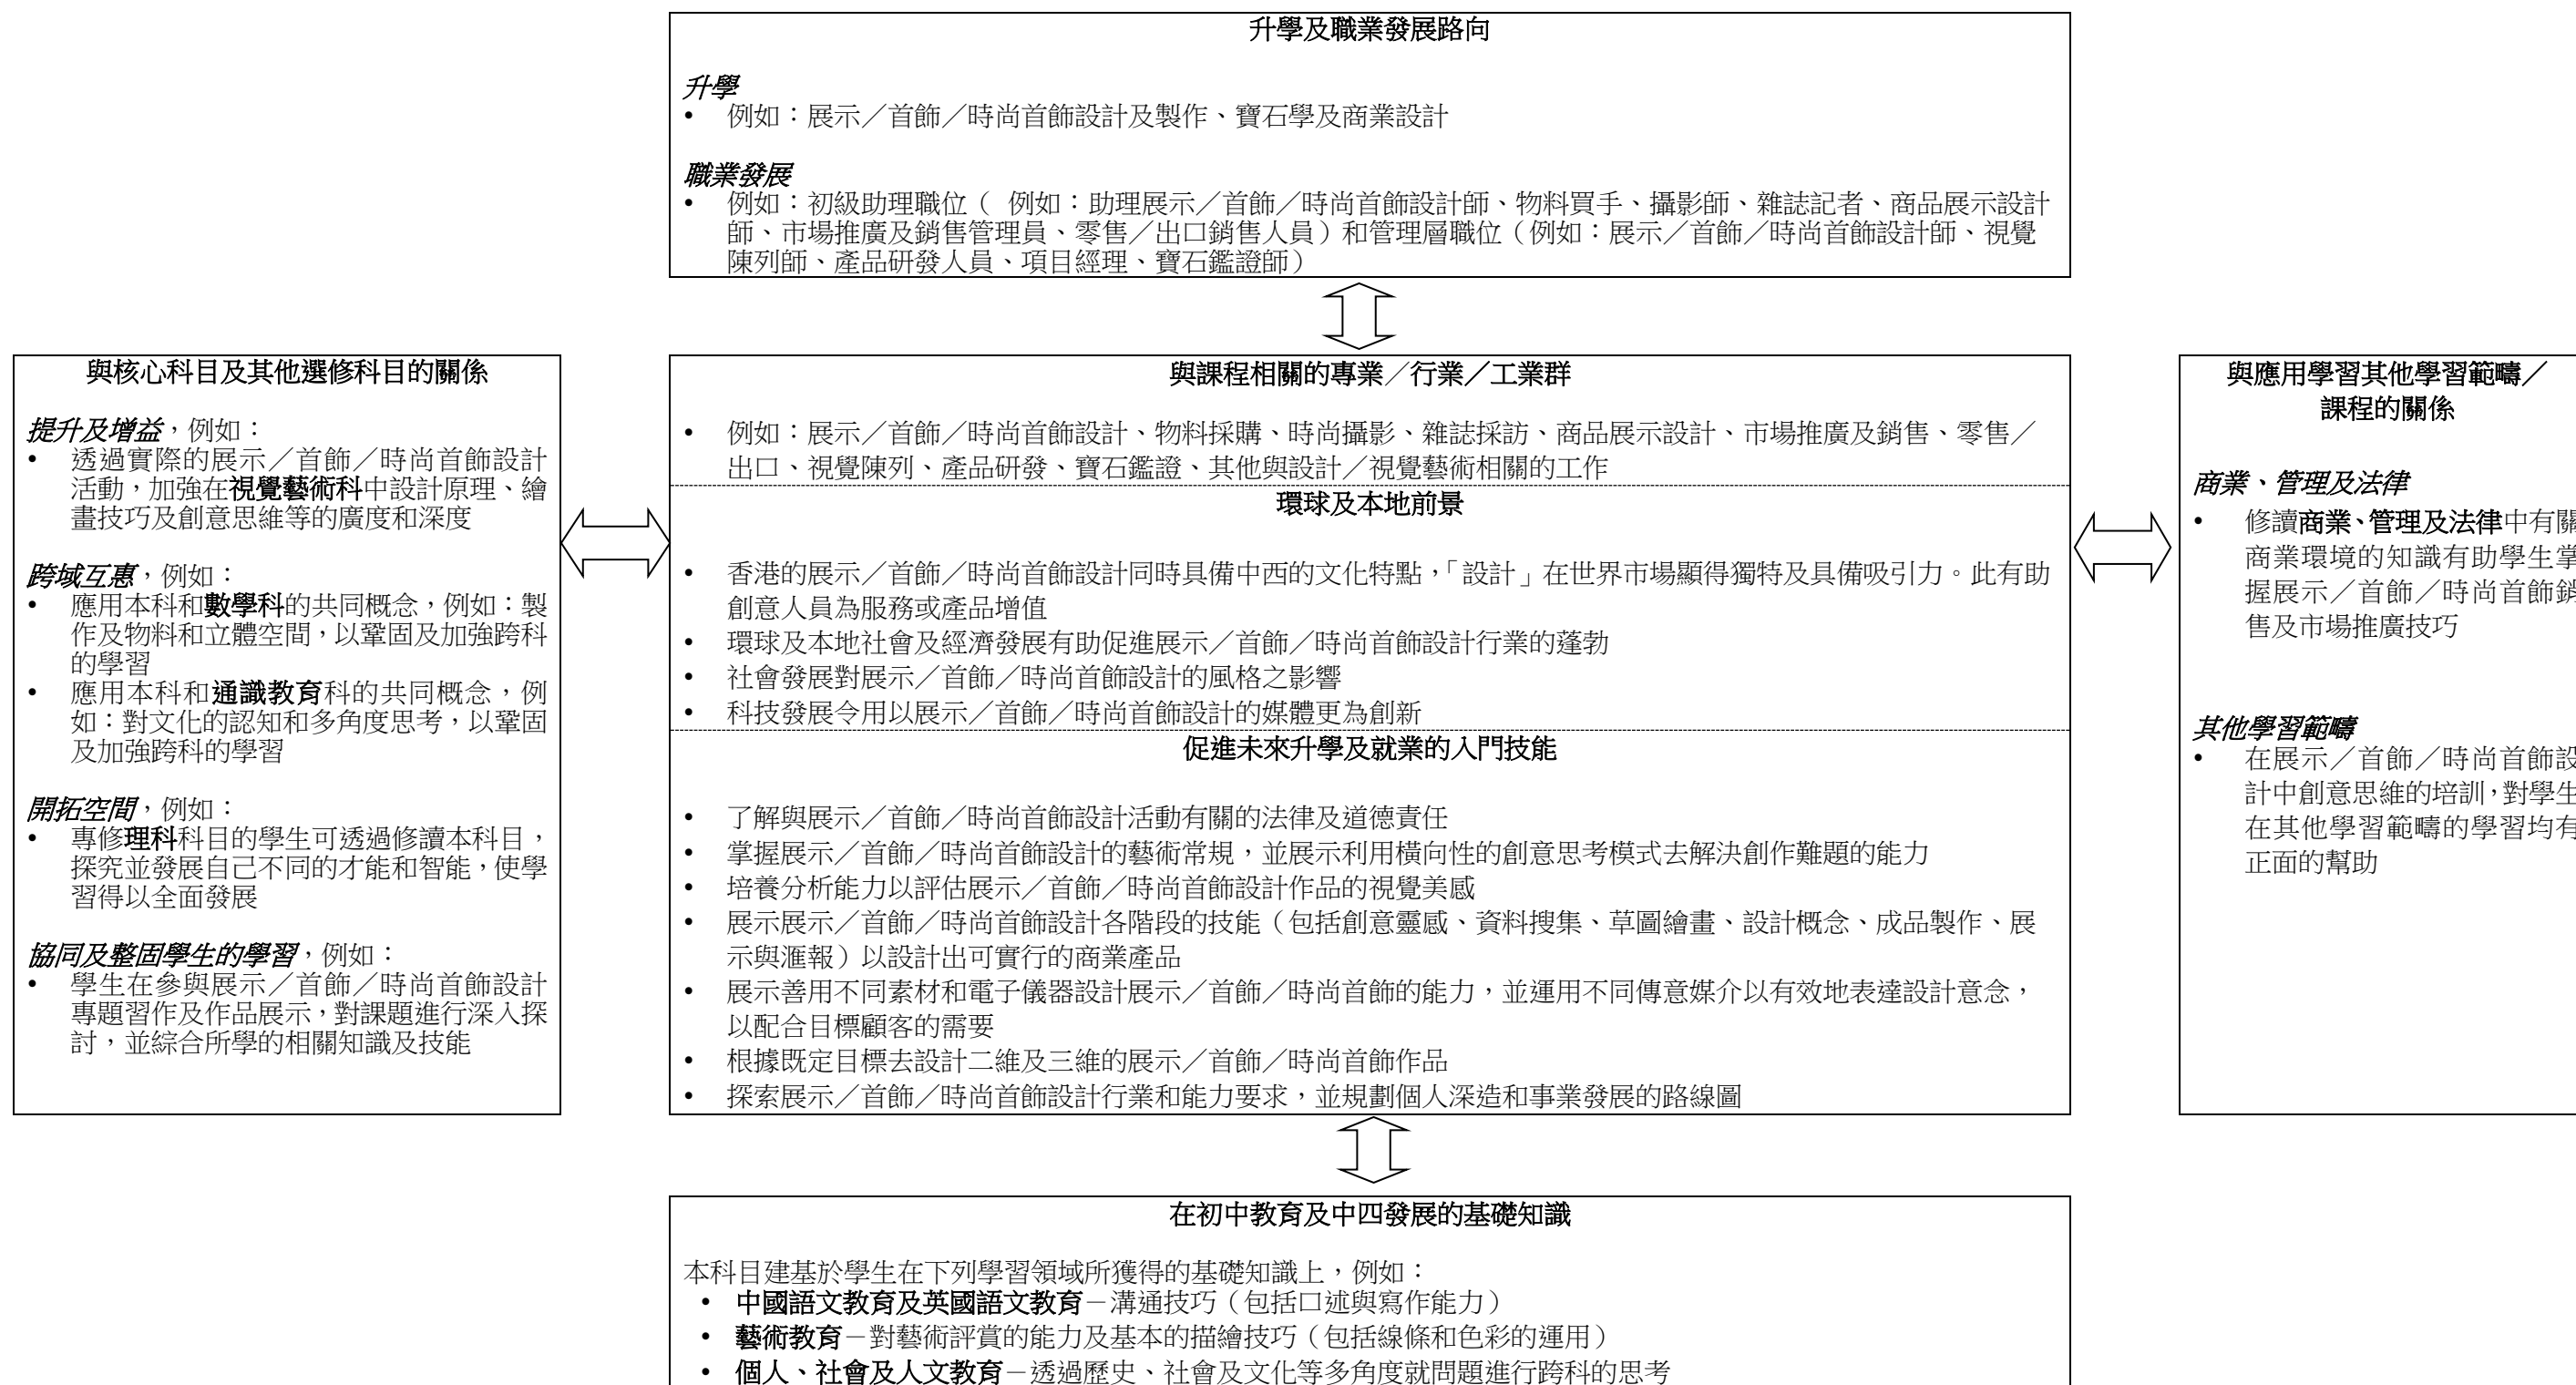 升學及職業發展路向
升學
• 例如：展示／首飾／時尚首飾設計及製作、寶石學及商業設計
職業發展
• 例如：初級助理職位（ 例如：助理展示／首飾／時尚首飾設計師、物料買手、攝影師、雜誌記者、商品展示設計
師、市場推廣及銷售管理員、零售／出口銷售人員）和管理層職位（例如：展示／首飾／時尚首飾設計師、視覺
陳列師、產品研發人員、項目經理、寶石鑑證師）
與核心科目及其他選修科目的關係
提升及增益，例如：
• 透過實際的展示／首飾／時尚首飾設計
活動，加強在視覺藝術科中設計原理、繪
畫技巧及創意思維等的廣度和深度
跨域互惠，例如：
• 應用本科和數學科的共同概念，例如：製
作及物料和立體空間，以鞏固及加強跨科
的學習
• 應用本科和通識教育科的共同概念，例
如：對文化的認知和多角度思考，以鞏固
及加強跨科的學習
開拓空間，例如：
• 專修理科科目的學生可透過修讀本科目，
探究並發展自己不同的才能和智能，使學
習得以全面發展
協同及整固學生的學習，例如：
• 學生在參與展示／首飾／時尚首飾設計
專題習作及作品展示，對課題進行深入探
討，並綜合所學的相關知識及技能
與課程相關的專業／行業／工業群
• 例如：展示／首飾／時尚首飾設計、物料採購、時尚攝影、雜誌採訪、商品展示設計、市場推廣及銷售、零售／
出口、視覺陳列、產品研發、寶石鑑證、其他與設計／視覺藝術相關的工作
環球及本地前景
• 香港的展示／首飾／時尚首飾設計同時具備中西的文化特點，「設計」在世界市場顯得獨特及具備吸引力。此有助
創意人員為服務或產品增值
• 環球及本地社會及經濟發展有助促進展示／首飾／時尚首飾設計行業的蓬勃
• 社會發展對展示／首飾／時尚首飾設計的風格之影響
• 科技發展令用以展示／首飾／時尚首飾設計的媒體更為創新
促進未來升學及就業的入門技能
• 了解與展示／首飾／時尚首飾設計活動有關的法律及道德責任
• 掌握展示／首飾／時尚首飾設計的藝術常規，並展示利用橫向性的創意思考模式去解決創作難題的能力
• 培養分析能力以評估展示／首飾／時尚首飾設計作品的視覺美感
• 展示展示／首飾／時尚首飾設計各階段的技能（包括創意靈感、資料搜集、草圖繪畫、設計概念、成品製作、展
示與滙報）以設計出可實行的商業產品
• 展示善用不同素材和電子儀器設計展示／首飾／時尚首飾的能力，並運用不同傳意媒介以有效地表達設計意念，
以配合目標顧客的需要
• 根據既定目標去設計二維及三維的展示／首飾／時尚首飾作品
• 探索展示／首飾／時尚首飾設計行業和能力要求，並規劃個人深造和事業發展的路線圖
與應用學習其他學習範疇／
課程的關係
商業、管理及法律
• 修讀商業、管理及法律中有關
商業環境的知識有助學生掌
握展示／首飾／時尚首飾銷
售及市場推廣技巧
其他學習範疇
• 在展示／首飾／時尚首飾設
計中創意思維的培訓，對學生
在其他學習範疇的學習均有
正面的幫助
在初中教育及中四發展的基礎知識
本科目建基於學生在下列學習領域所獲得的基礎知識上，例如：
• 中國語文教育及英國語文教育－溝通技巧（包括口述與寫作能力）
• 藝術教育－對藝術評賞的能力及基本的描繪技巧（包括線條和色彩的運用）
• 個人、社會及人文教育－透過歷史、社會及文化等多角度就問題進行跨科的思考